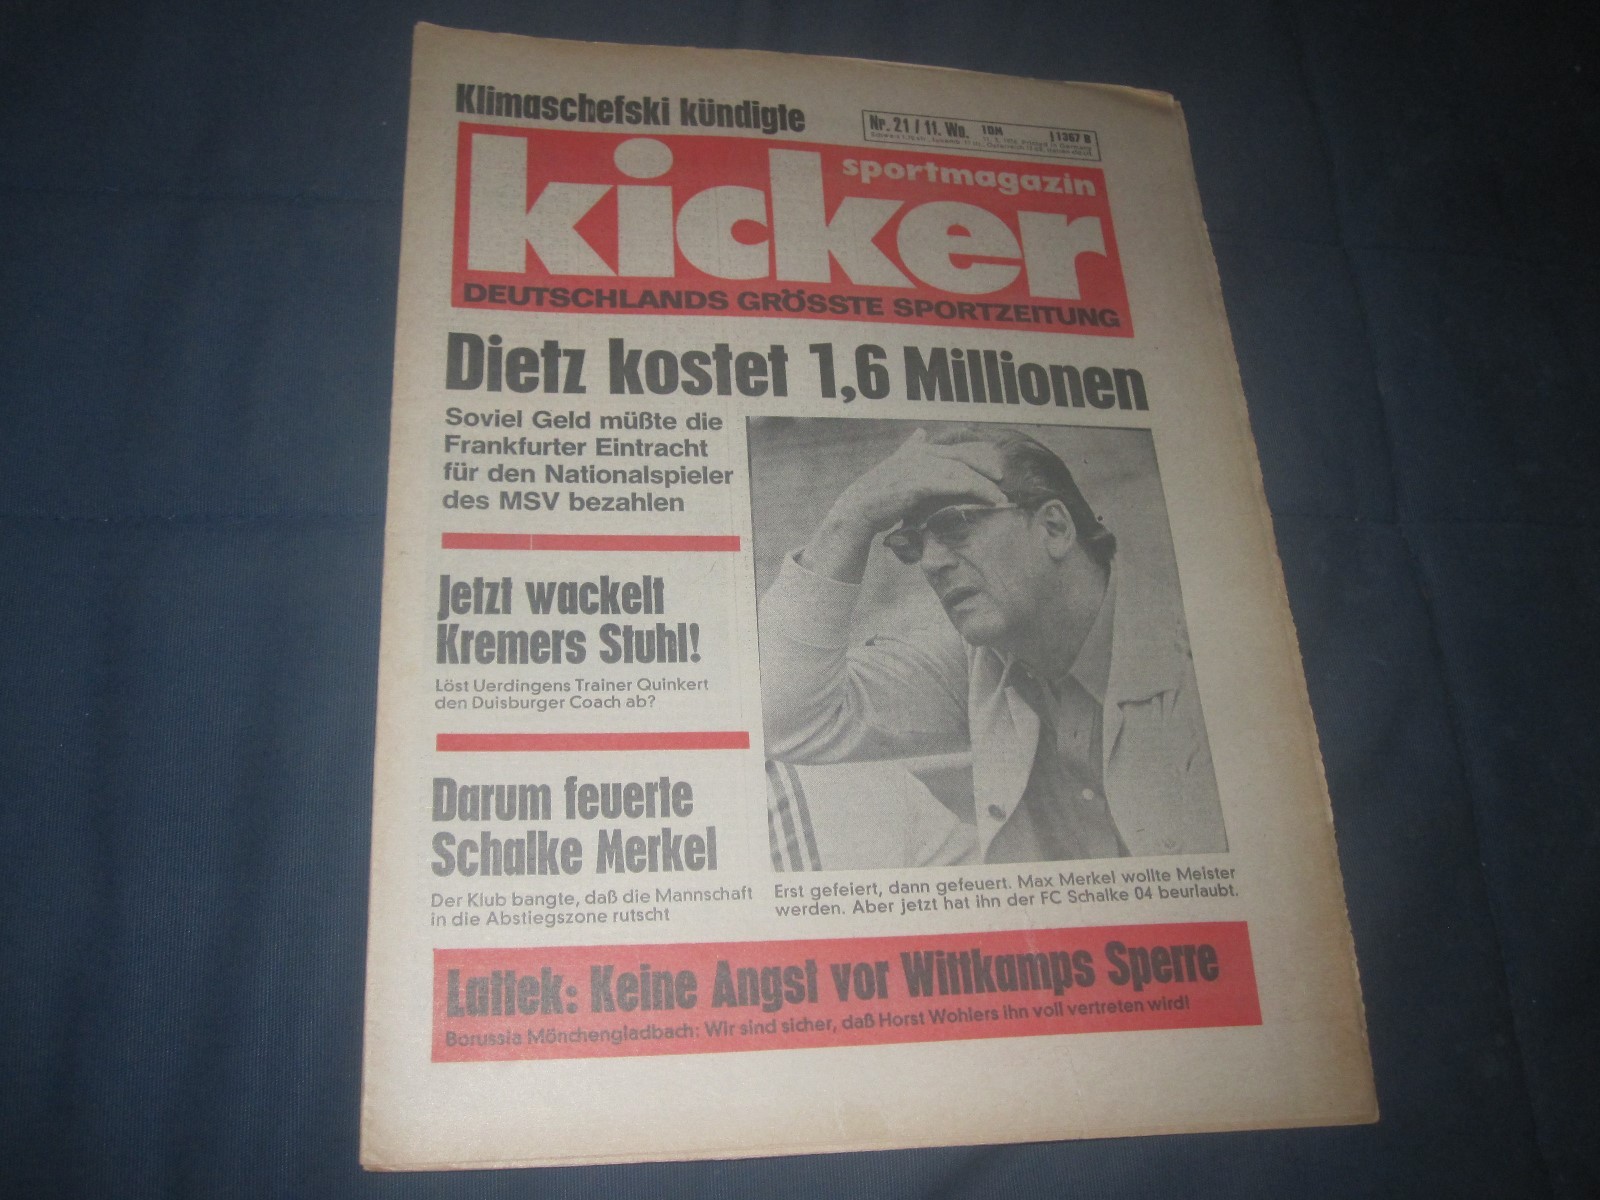 Klimaschefski kündigte
Nr. 21 / 11. Wo. 1 DM J 1367 B
sportmagazin
kicker
DEUTSCHLANDS GRÖSSTE SPORTZEITUNG
Dietz kostet 1,6 Millionen
Soviel Geld müßte die
Frankfurter Eintracht
für den Nationalspieler
des MSV bezahlen
Jetzt wackelt
Kremers Stuhl!
Löst Uerdingens Trainer Quinkert
den Duisburger Coach ab?
Darum feuerte
Schalke Merkel
Der Klub bangte, daß die Mannschaft
in die Abstiegszone rutscht
Erst gefeiert, dann gefeuert. Max Merkel wollte Meister
werden. Aber jetzt hat ihn der FC Schalke 04 beurlaubt.
Lattek: Keine Angst vor Wittkamps Sperre
Borussia Mönchengladbach: Wir sind sicher, daß Horst Wohlers ihn voll vertreten wird!